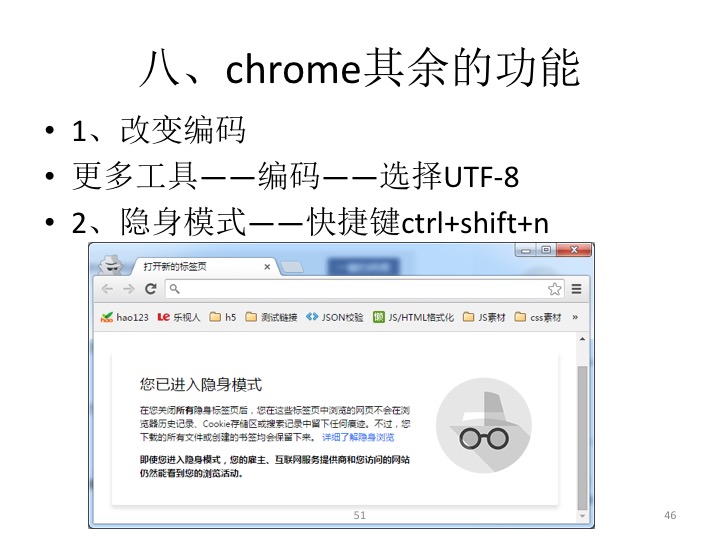 八、chrome其余的功能
• 1、改变编码
• 更多工具——编码——选择UTF-8
• 2、隐身模式——快捷键ctrl+shift+n
打开新的标签页
hao123 乐视人 h5 测试链接 JSON校验 JS/HTML格式化 JS素材 css素材 »
您已进入隐身模式
在您关闭所有隐身标签页后，您在这些标签页中浏览的网页不会在浏
览器历史记录、Cookie存储区或搜索记录中留下任何痕迹。不过，您
下载的所有文件或创建的书签均会保留下来。 详细了解隐身浏览
即使您进入隐身模式，您的雇主、互联网服务提供商和您访问的网站
仍然能看到您的浏览活动。
51
46